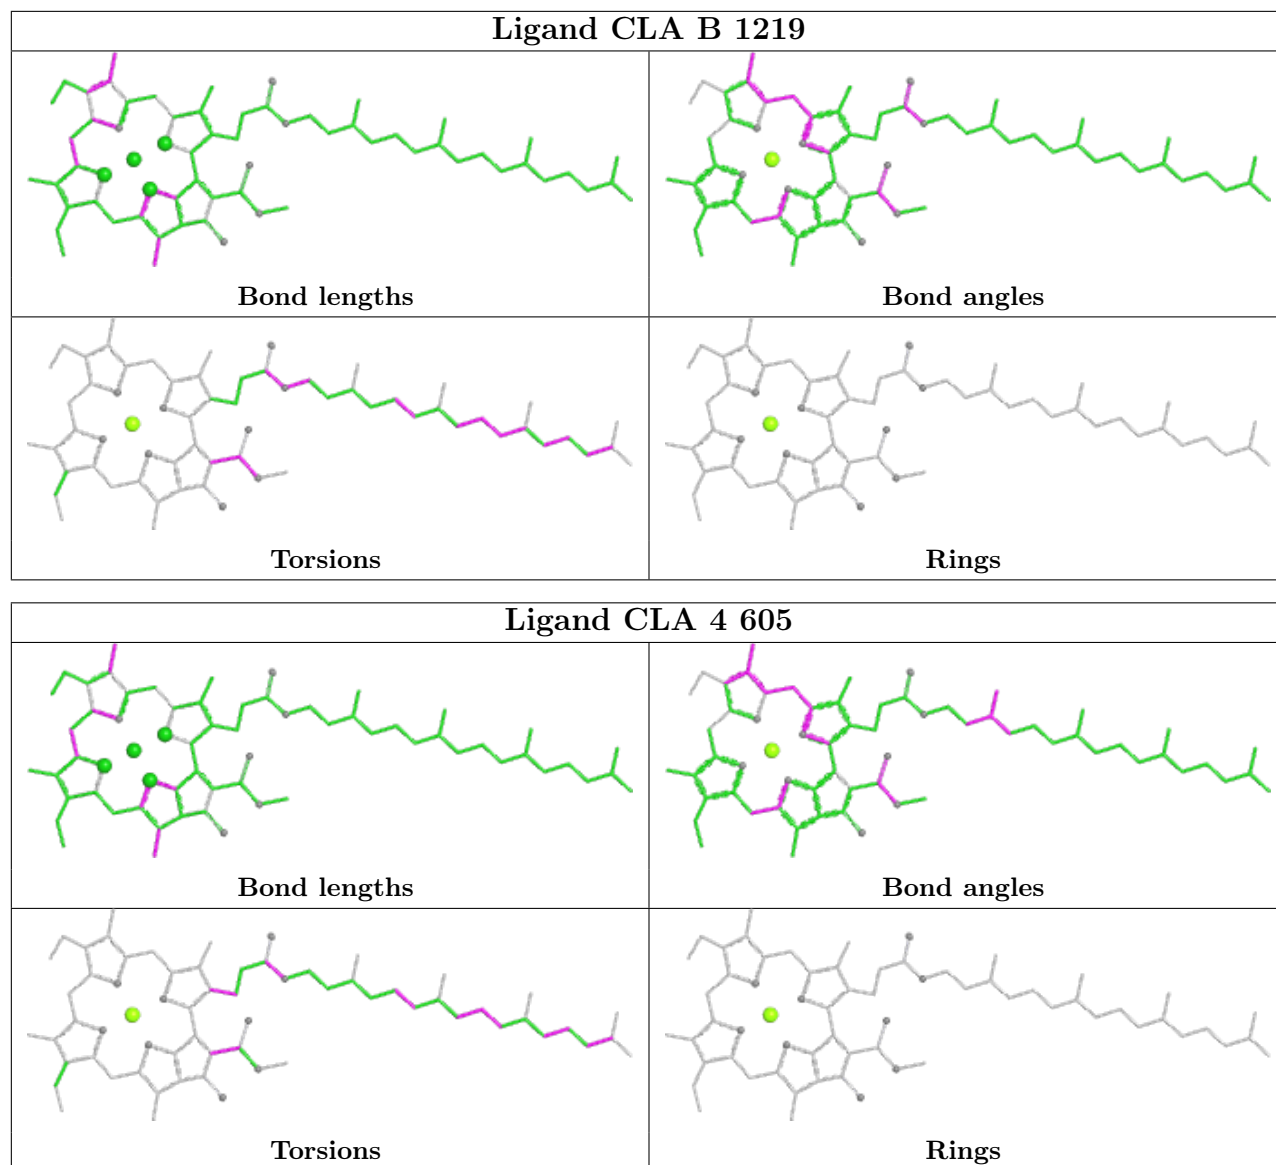 Ligand CLA B 1219
Bond lengths
Bond angles
Torsions
Rings
Ligand CLA 4 605
Bond lengths
Bond angles
Torsions
Rings